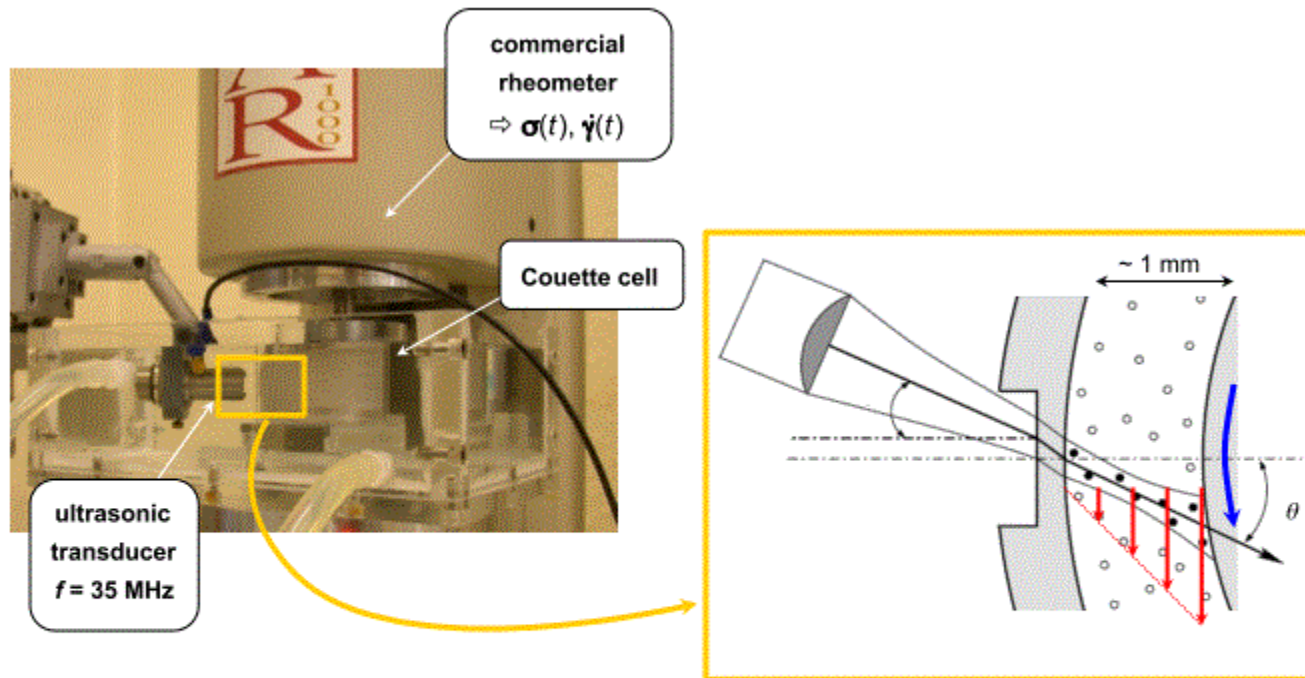 commercial
rheometer
⇨ σ(t), γ̇(t)
R
1000
Couette cell
ultrasonic
transducer
f = 35 MHz
~ 1 mm
θ